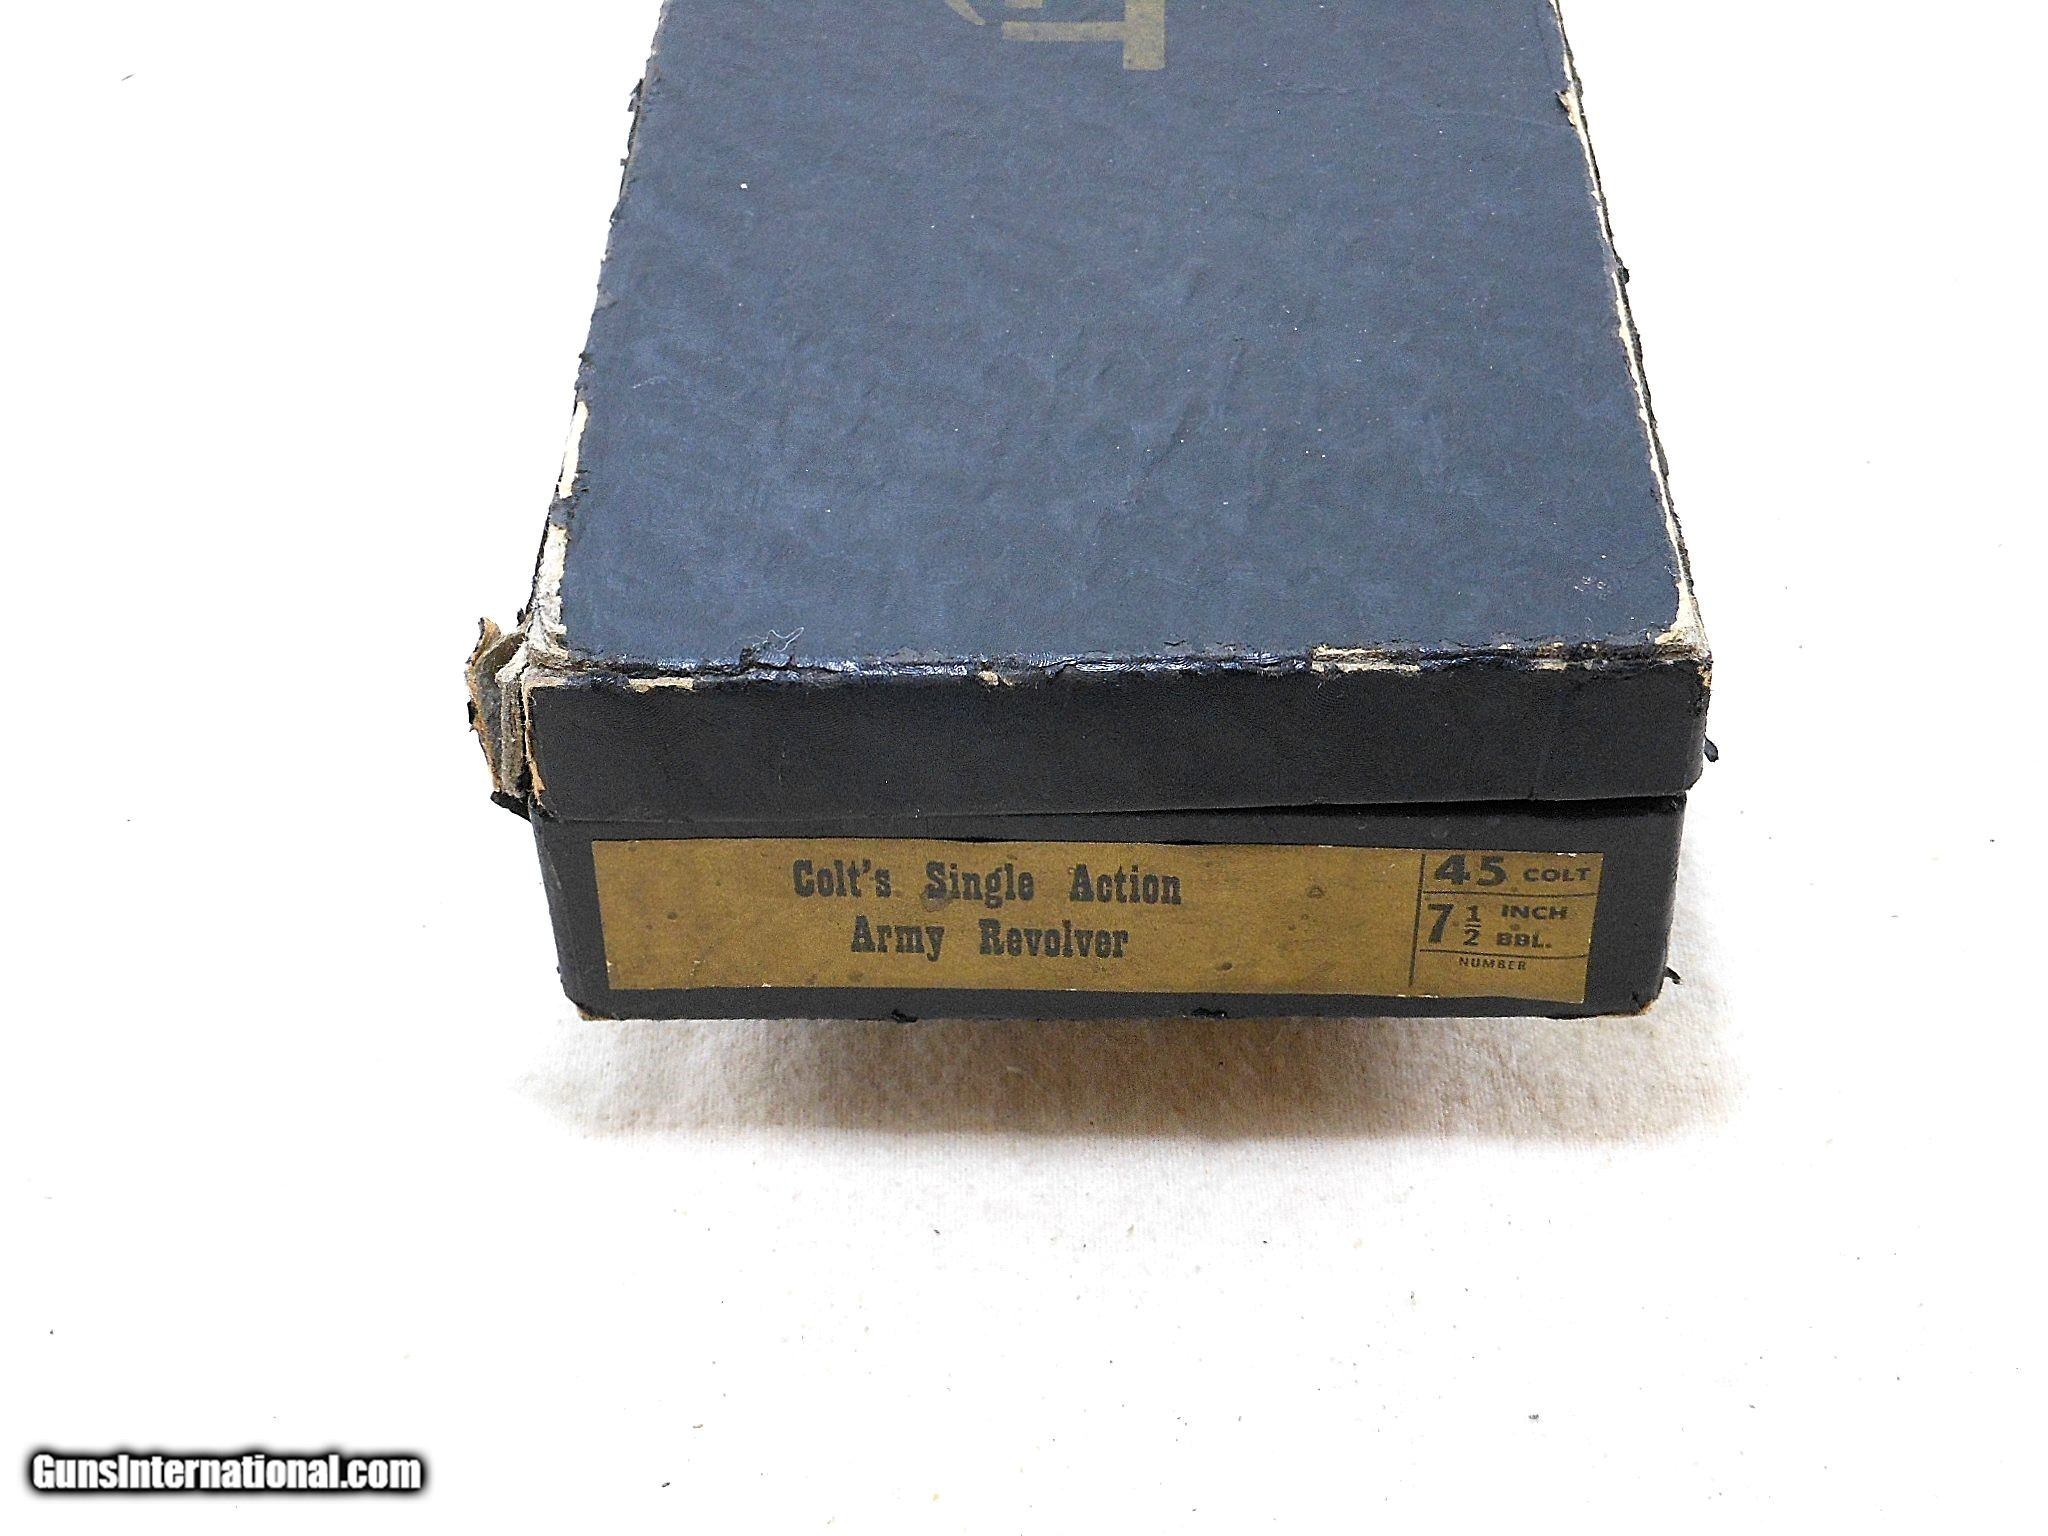 Colt's Single Action
Army Revolver
45 COLT
7 1/2 INCH
BBL.
NUMBER
GunsInternational.com